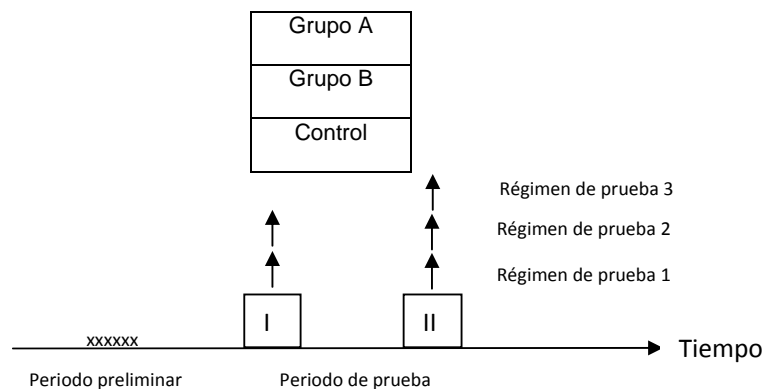 Grupo A
Grupo B
Control
Régimen de prueba 3
Régimen de prueba 2
Régimen de prueba 1
I
II
xxxxxx
Tiempo
Periodo preliminar
Periodo de prueba